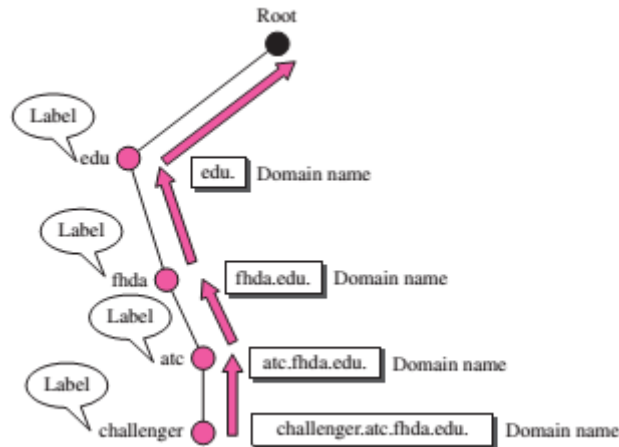 Root
Label
edu
edu. Domain name
Label
fhda
fhda.edu. Domain name
Label
atc
atc.fhda.edu. Domain name
Label
challenger
challenger.atc.fhda.edu. Domain name